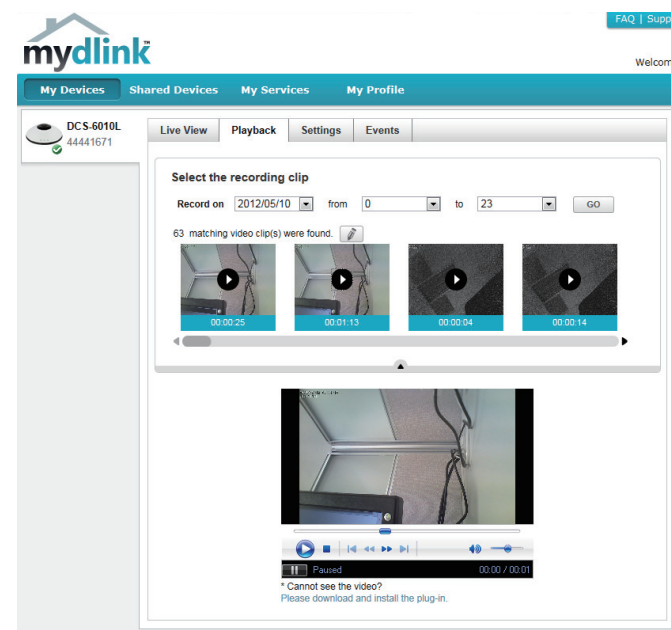 FAQ | Supp
mydlink™
Welcom
My Devices Shared Devices My Services My Profile
DCS-6010L
44441671
Live View Playback Settings Events
Select the recording clip
Record on 2012/05/10 from 0 to 23 GO
63 matching video clip(s) were found.
00:00:25 00:01:13 00:00:04 00:00:14
Paused 00:00 / 00:01
* Cannot see the video?
Please download and install the plug-in.